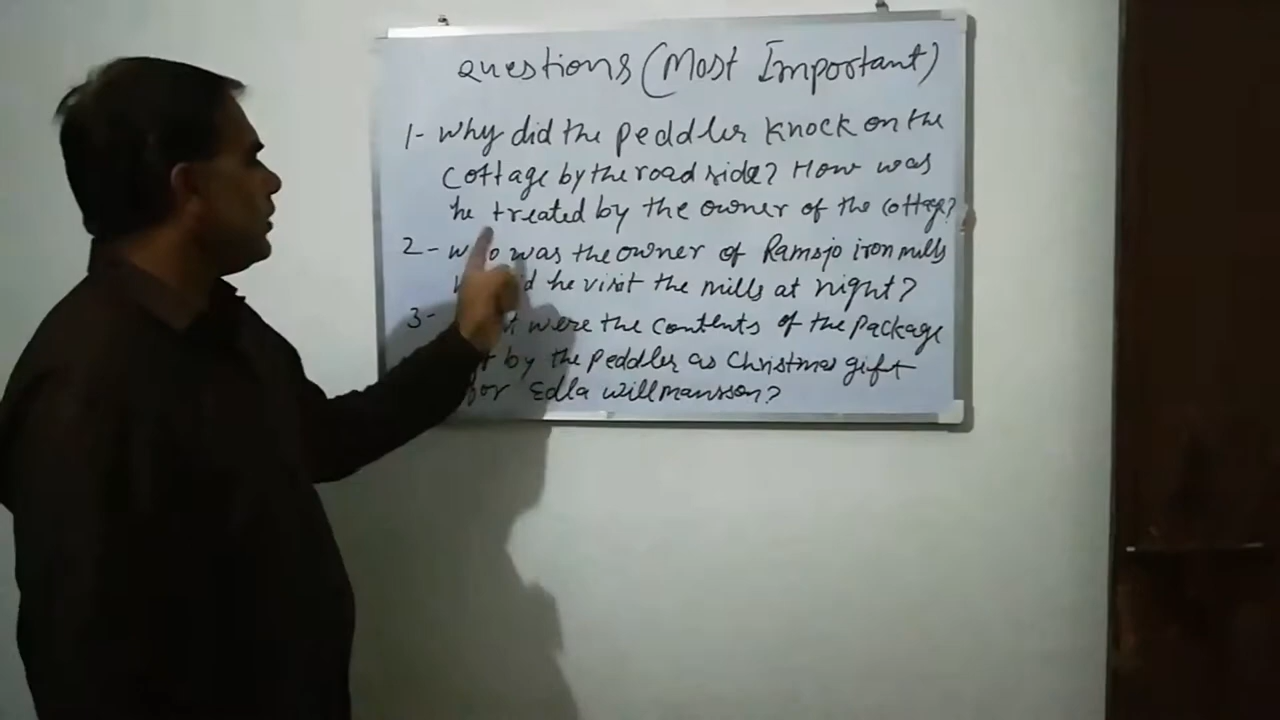 Questions (Most Important)
1- Why did the peddler knock on the
cottage by the road side? How was
he treated by the owner of the cottage?
2- who was the owner of Ramsjo iron mills
he visit the mills at night?
3- were the contents of the package
by the peddler as Christmas gift
for Edla willmansson?